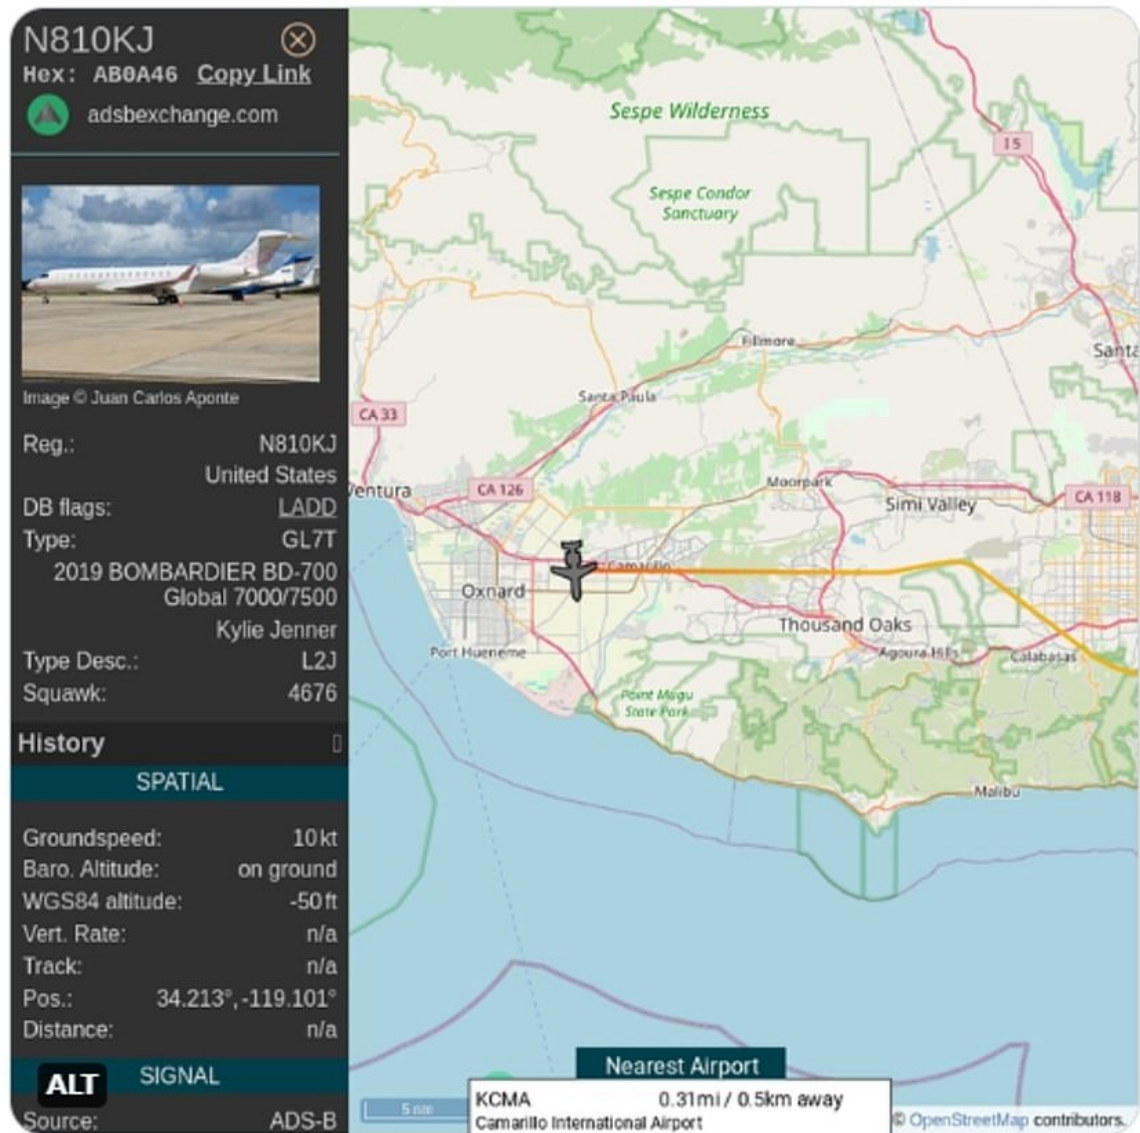 N810KJ
Hex: AB0A46 Copy Link
adsbexchange.com
Image © Juan Carlos Aponte
Reg.: N810KJ
United States
DB flags: LADD
Type: GL7T
2019 BOMBARDIER BD-700
Global 7000/7500
Kylie Jenner
Type Desc.: L2J
Squawk: 4676
History
SPATIAL
Groundspeed: 10 kt
Baro. Altitude: on ground
WGS84 altitude: -50 ft
Vert. Rate: n/a
Track: n/a
Pos.: 34.213°, -119.101°
Distance: n/a
SIGNAL
ALT
Source: ADS-B
Sespe Wilderness
I 5
Sespe Condor
Sanctuary
Fillmore
Santa
Santa Paula
CA 33
Ventura
CA 126
Moorpark
Simi Valley
CA 118
Camarillo
Oxnard
Thousand Oaks
Port Hueneme
Agoura Hills
Calabasas
Point Mugu
State Park
Malibu
Nearest Airport
KCMA 0.31mi / 0.5km away
Camarillo International Airport
5 nm
© OpenStreetMap contributors.